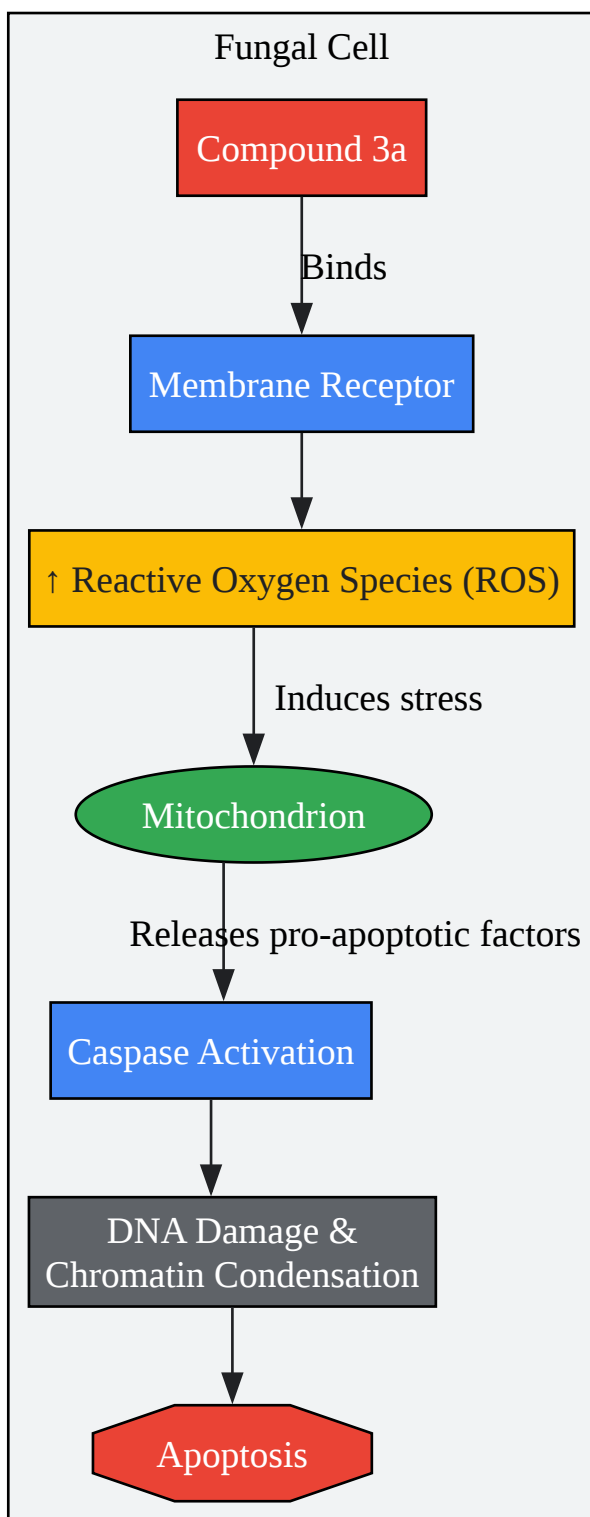 Fungal Cell
Compound 3a
Binds
Membrane Receptor
↑ Reactive Oxygen Species (ROS)
Induces stress
Mitochondrion
Releases pro-apoptotic factors
Caspase Activation
DNA Damage &
Chromatin Condensation
Apoptosis